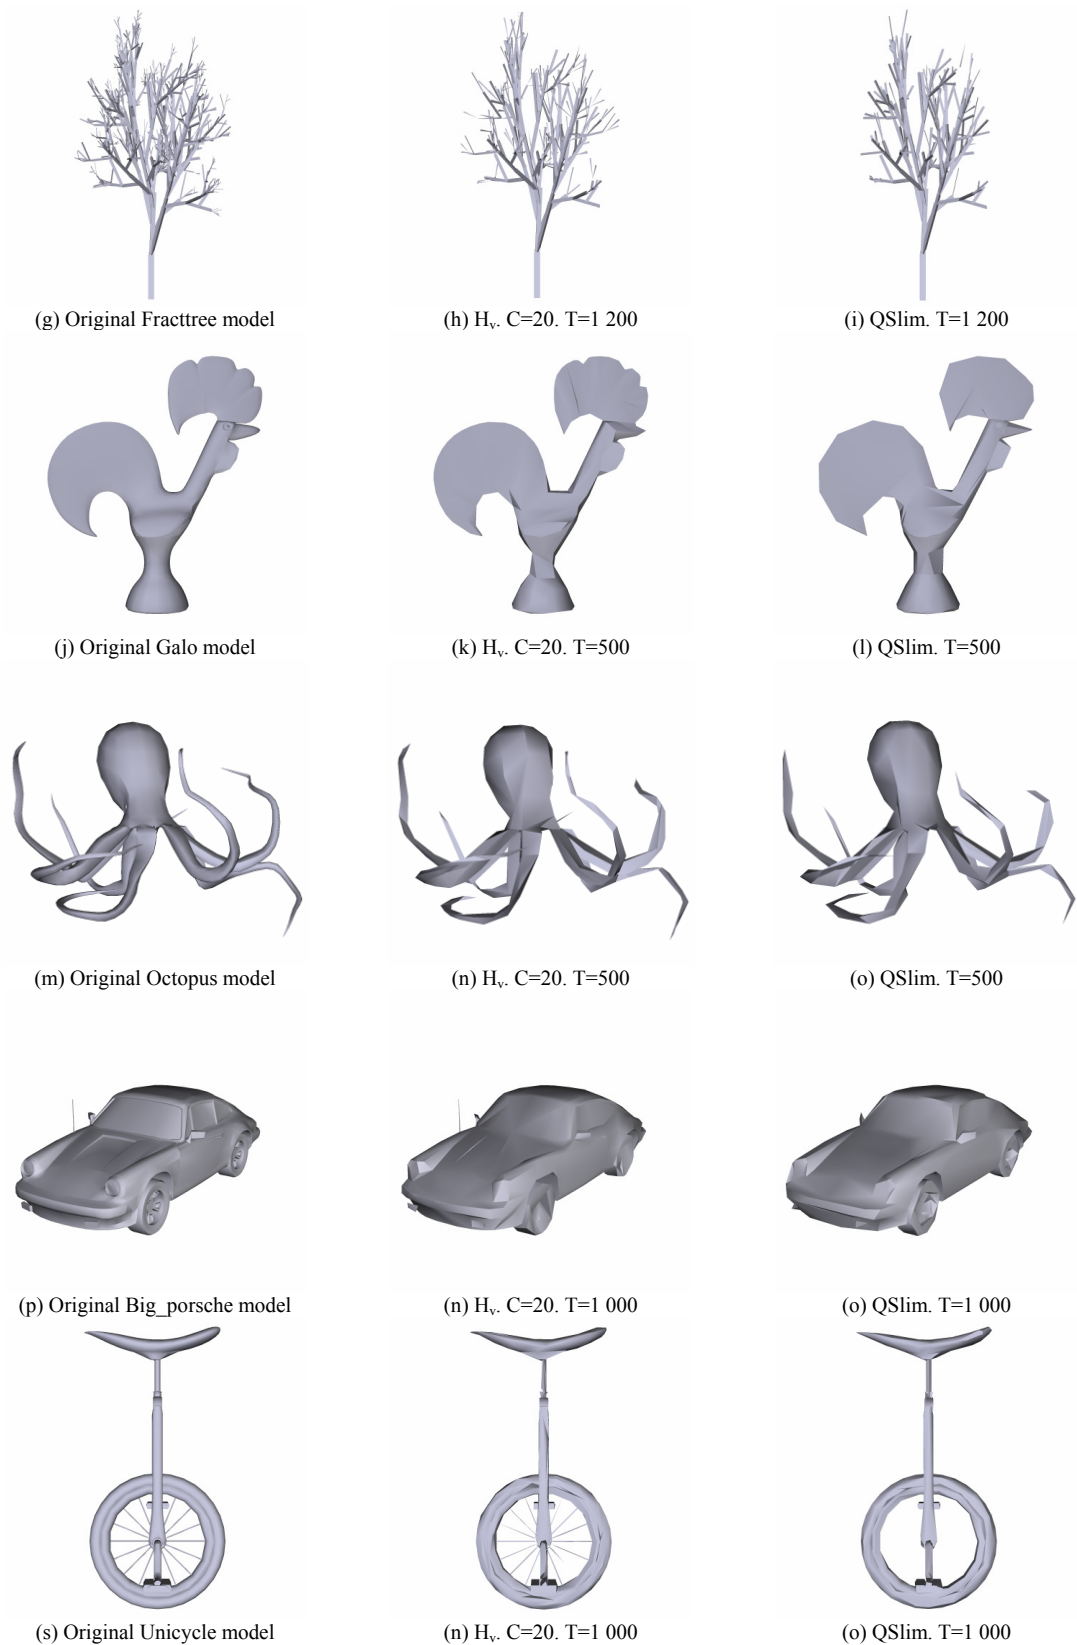 (g) Original Fracttree model
(h) Hᵥ. C=20. T=1 200
(i) QSlim. T=1 200
(j) Original Galo model
(k) Hᵥ. C=20. T=500
(l) QSlim. T=500
(m) Original Octopus model
(n) Hᵥ. C=20. T=500
(o) QSlim. T=500
(p) Original Big_porsche model
(n) Hᵥ. C=20. T=1 000
(o) QSlim. T=1 000
(s) Original Unicycle model
(n) Hᵥ. C=20. T=1 000
(o) QSlim. T=1 000